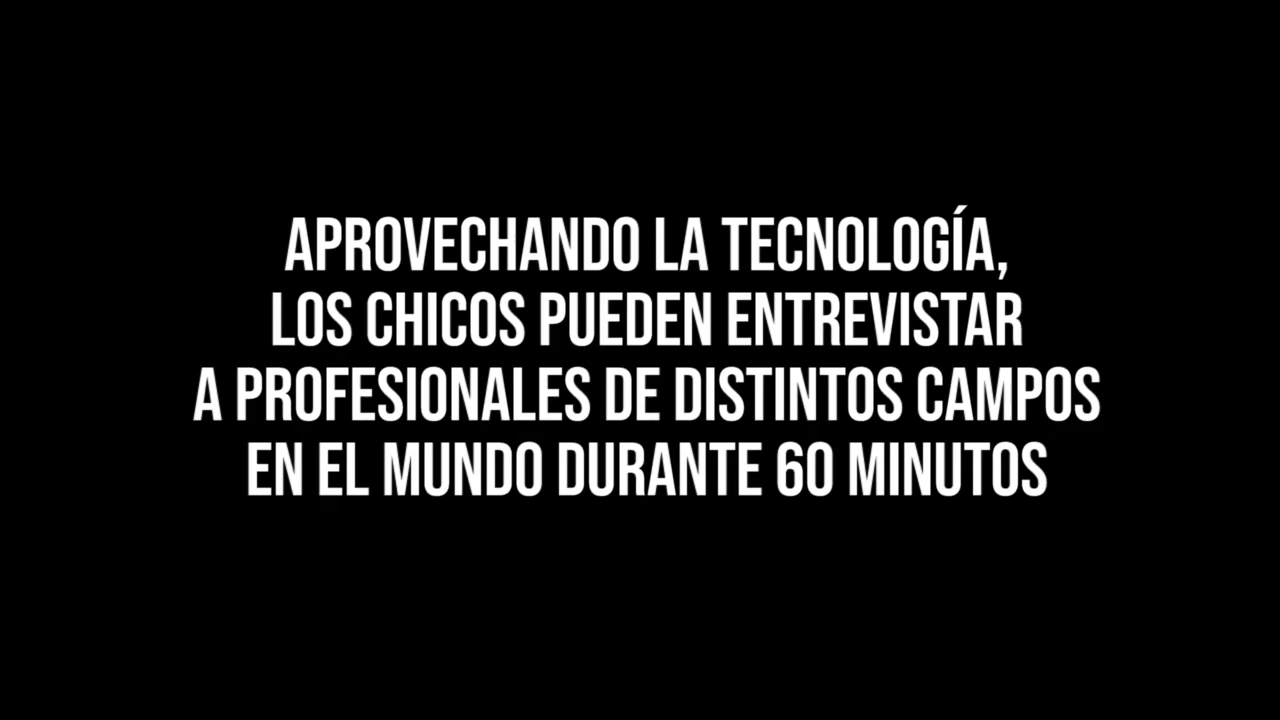 APROVECHANDO LA TECNOLOGÍA,
LOS CHICOS PUEDEN ENTREVISTAR
A PROFESIONALES DE DISTINTOS CAMPOS
EN EL MUNDO DURANTE 60 MINUTOS